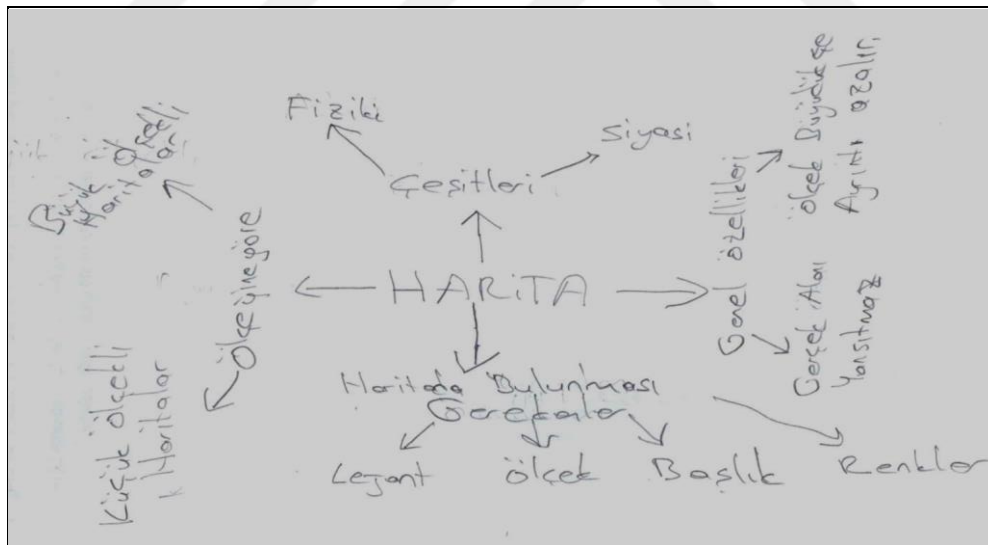 Fiziki
Siyasi
Çeşitleri
HARİTA
Ölçeğine göre
Büyük Ölçekli
Haritalar
Küçük Ölçekli
Haritalar
Genel Özellikleri
Ölçek Büyüdükçe
Ayrıntı azalır.
Gerçek Alanı
Yansıtmaz
Haritada Bulunması
Gerekenler
Lejant
Ölçek
Başlık
Renkler